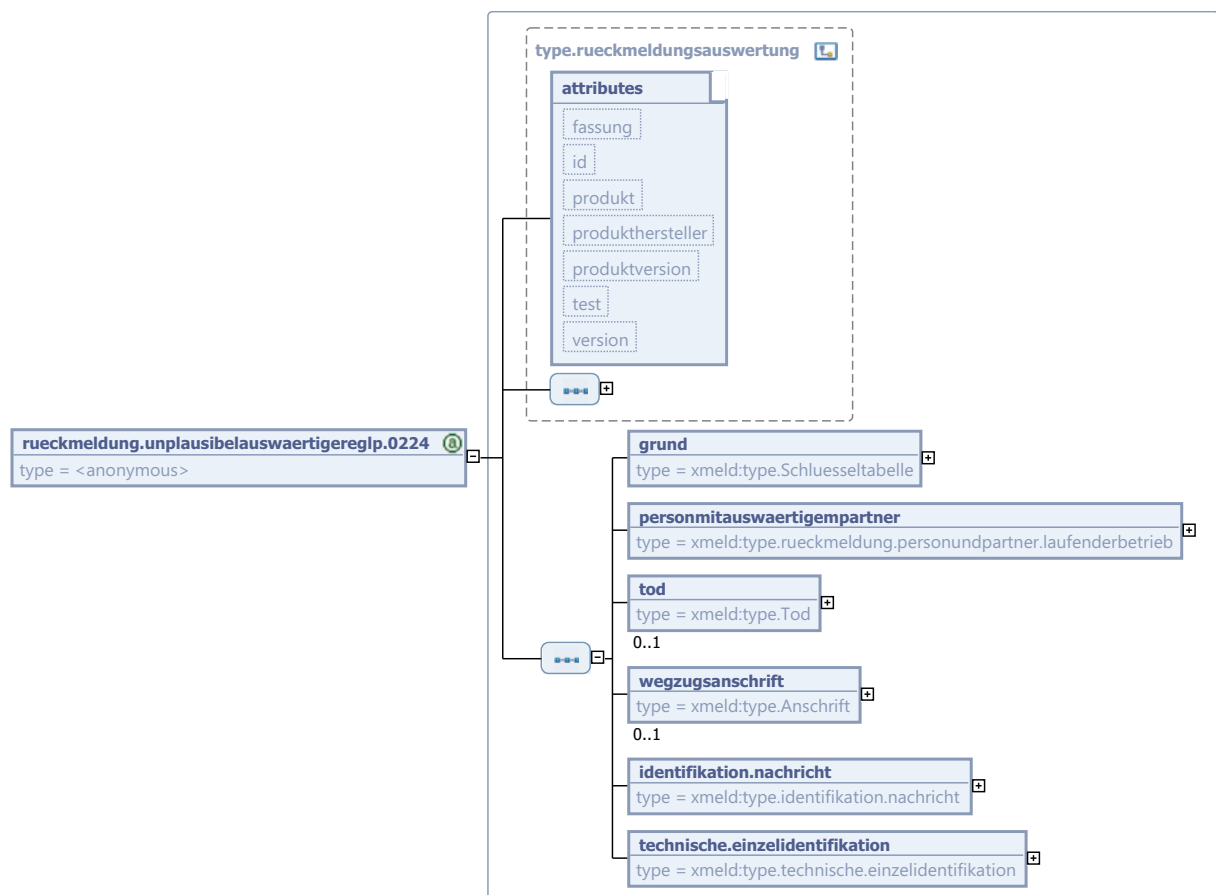 type.rueckmeldungsauswertung
attributes
fassung
id
produkt
produkthersteller
produktversion
test
version
rueckmeldung.unplausibelauswaertigereglp.0224
type = <anonymous>
grund
type = xmeld:type.Schluesseltabelle
personmitauswaertigempartner
type = xmeld:type.rueckmeldung.personundpartner.laufenderbetrieb
tod
type = xmeld:type.Tod
0..1
wegzugsanschrift
type = xmeld:type.Anschrift
0..1
identifikation.nachricht
type = xmeld:type.identifikation.nachricht
technische.einzelidentifikation
type = xmeld:type.technische.einzelidentifikation